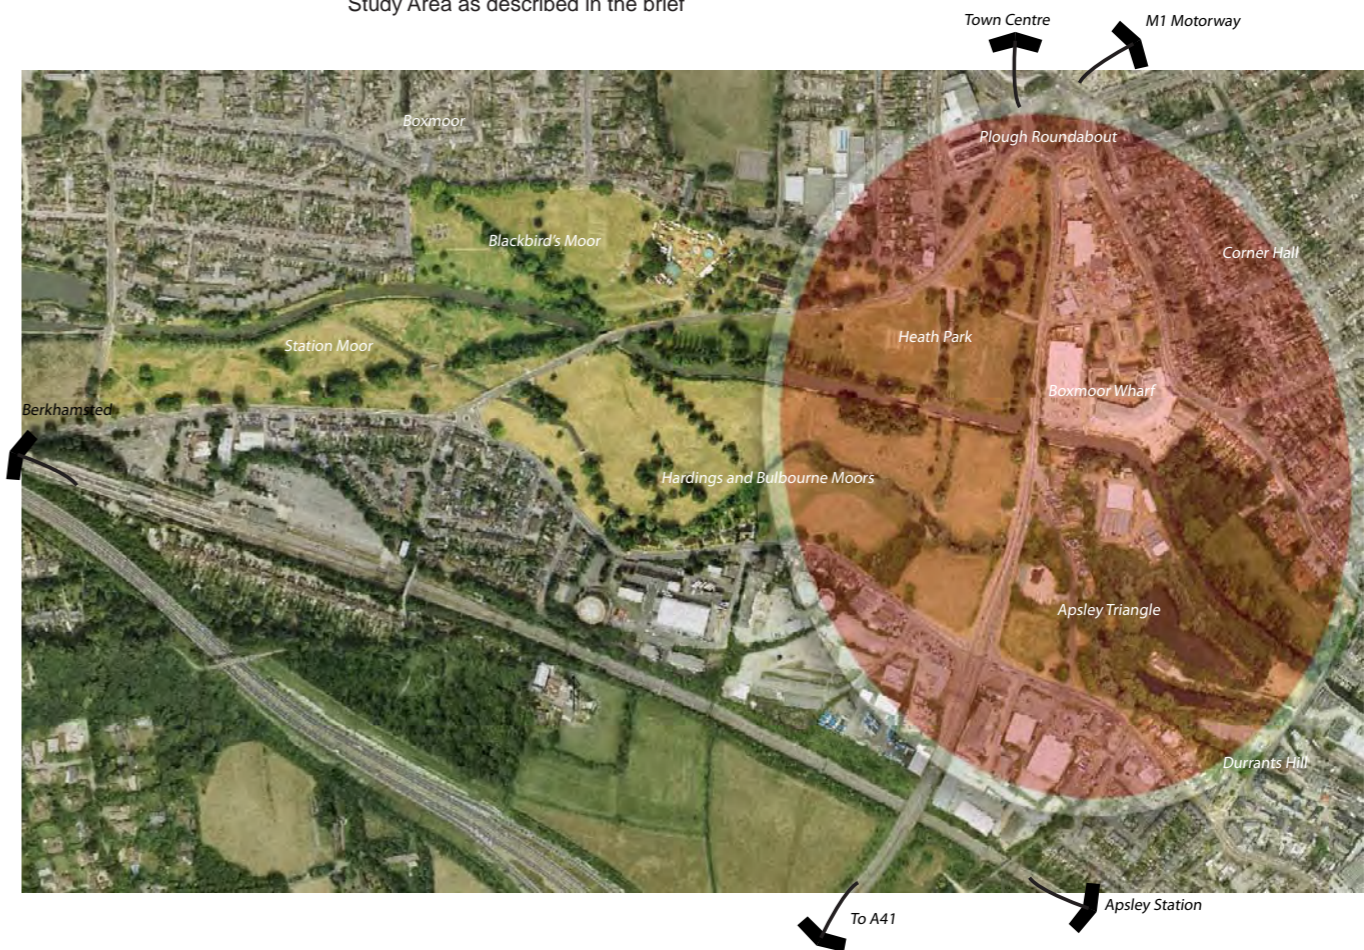 Study Area as described in the brief
Town Centre
M1 Motorway
Boxmoor
Plough Roundabout
Blackbird's Moor
Corner Hall
Station Moor
Heath Park
Boxmoor Wharf
Berkhamsted
Hardings and Bulbourne Moors
Apsley Triangle
Durrants Hill
Apsley Station
To A41